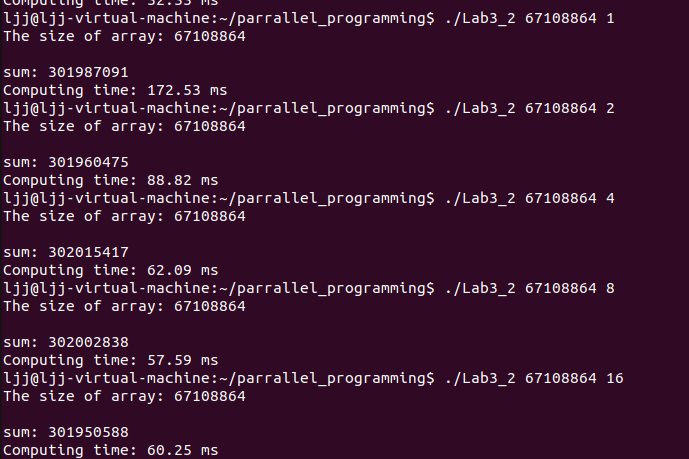 Computing time: 32.53 ms
ljj@ljj-virtual-machine:~/parrallel_programming$ ./Lab3_2 67108864 1
The size of array: 67108864
sum: 301987091
Computing time: 172.53 ms
ljj@ljj-virtual-machine:~/parrallel_programming$ ./Lab3_2 67108864 2
The size of array: 67108864
sum: 301960475
Computing time: 88.82 ms
ljj@ljj-virtual-machine:~/parrallel_programming$ ./Lab3_2 67108864 4
The size of array: 67108864
sum: 302015417
Computing time: 62.09 ms
ljj@ljj-virtual-machine:~/parrallel_programming$ ./Lab3_2 67108864 8
The size of array: 67108864
sum: 302002838
Computing time: 57.59 ms
ljj@ljj-virtual-machine:~/parrallel_programming$ ./Lab3_2 67108864 16
The size of array: 67108864
sum: 301950588
Computing time: 60.25 ms